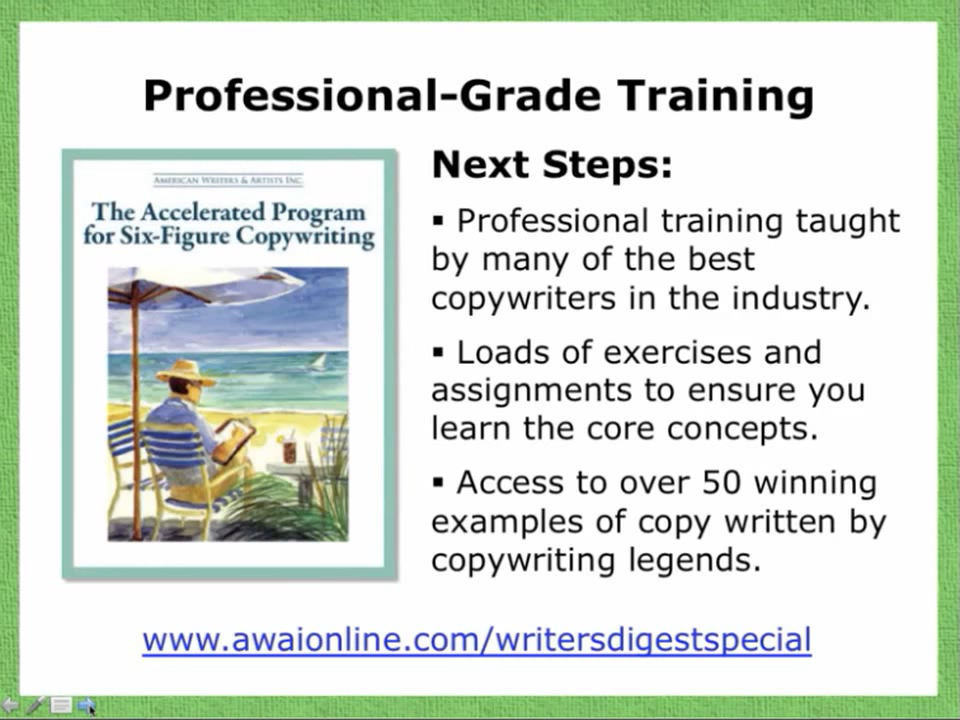 Professional-Grade Training
AMERICAN WRITERS & ARTISTS INC.
The Accelerated Program
for Six-Figure Copywriting
Next Steps:
▪ Professional training taught
by many of the best
copywriters in the industry.
▪ Loads of exercises and
assignments to ensure you
learn the core concepts.
▪ Access to over 50 winning
examples of copy written by
copywriting legends.
www.awaionline.com/writersdigestspecial